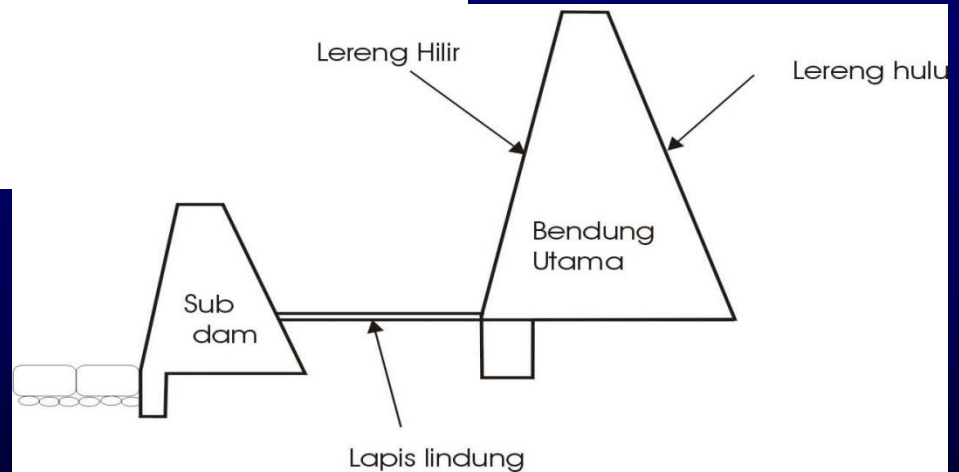 Lereng Hilir
Lereng hulu
Bendung
Utama
Sub
dam
Lapis lindung